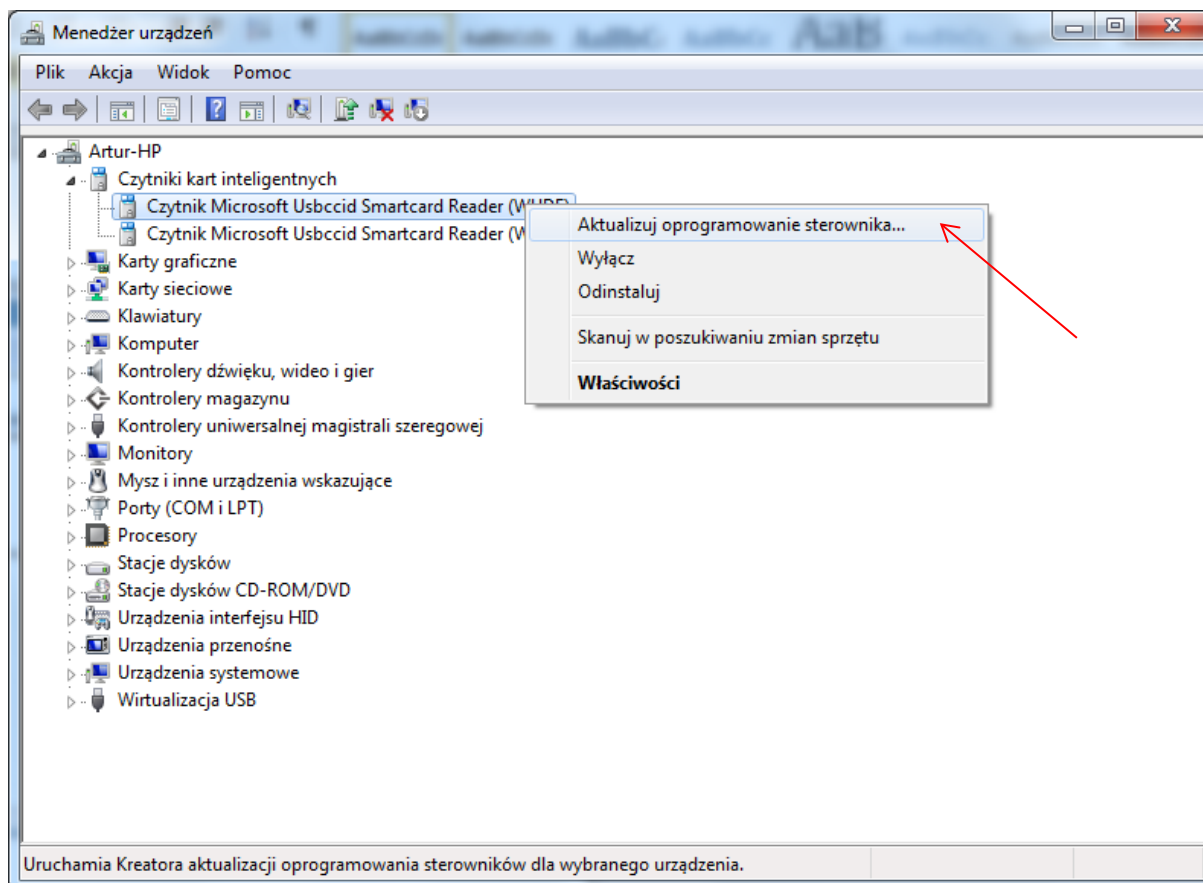 Menedżer urządzeń
Plik Akcja Widok Pomoc
Artur-HP
Czytniki kart inteligentnych
Czytnik Microsoft Usbccid Smartcard Reader
Czytnik Microsoft Usbccid Smartcard Reader
Karty graficzne
Karty sieciowe
Klawiatury
Komputer
Kontrolery dźwięku, wideo i gier
Kontrolery magazynu
Kontrolery uniwersalnej magistrali szeregowej
Monitory
Mysz i inne urządzenia wskazujące
Porty (COM i LPT)
Procesory
Stacje dysków
Stacje dysków CD-ROM/DVD
Urządzenia interfejsu HID
Urządzenia przenośne
Urządzenia systemowe
Wirtualizacja USB
Aktualizuj oprogramowanie sterownika...
Wyłącz
Odinstaluj
Skanuj w poszukiwaniu zmian sprzętu
Właściwości
Uruchamia Kreatora aktualizacji oprogramowania sterowników dla wybranego urządzenia.